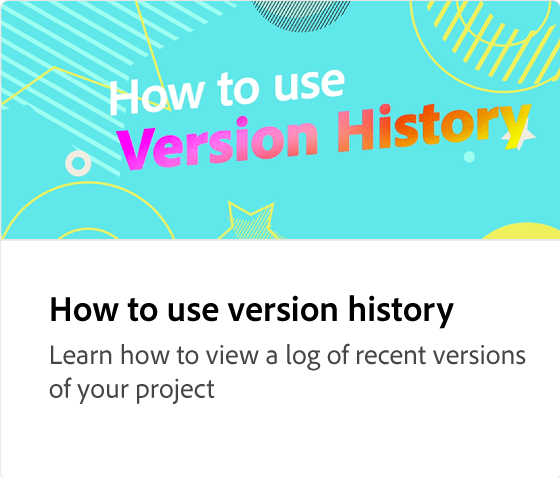 How to use
Version History
How to use version history
Learn how to view a log of recent versions
of your project